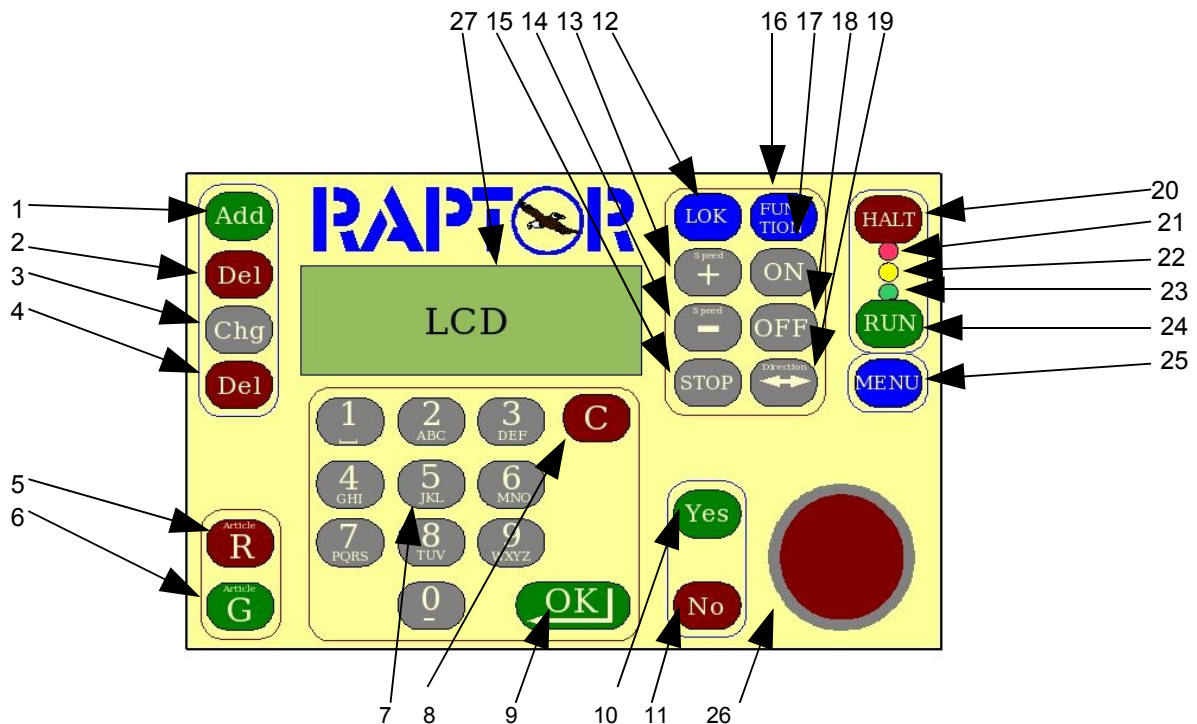 27 15 14 13 12 16 17 18 19
RAPTOR
1 Add
2 Del
3 Chg
4 Del
LCD
LOK
FUNC
TION
Speed
+
ON
Speed
-
OFF
STOP
Direction
HALT
RUN
MENU
20
21
22
23
24
25
1
2
ABC
3
DEF
C
4
GHI
5
JKL
6
MNO
7
PQRS
8
TUV
9
WXYZ
0
OK
5
6
Article
R
Article
G
Yes
No
7 8 9 10 11 26